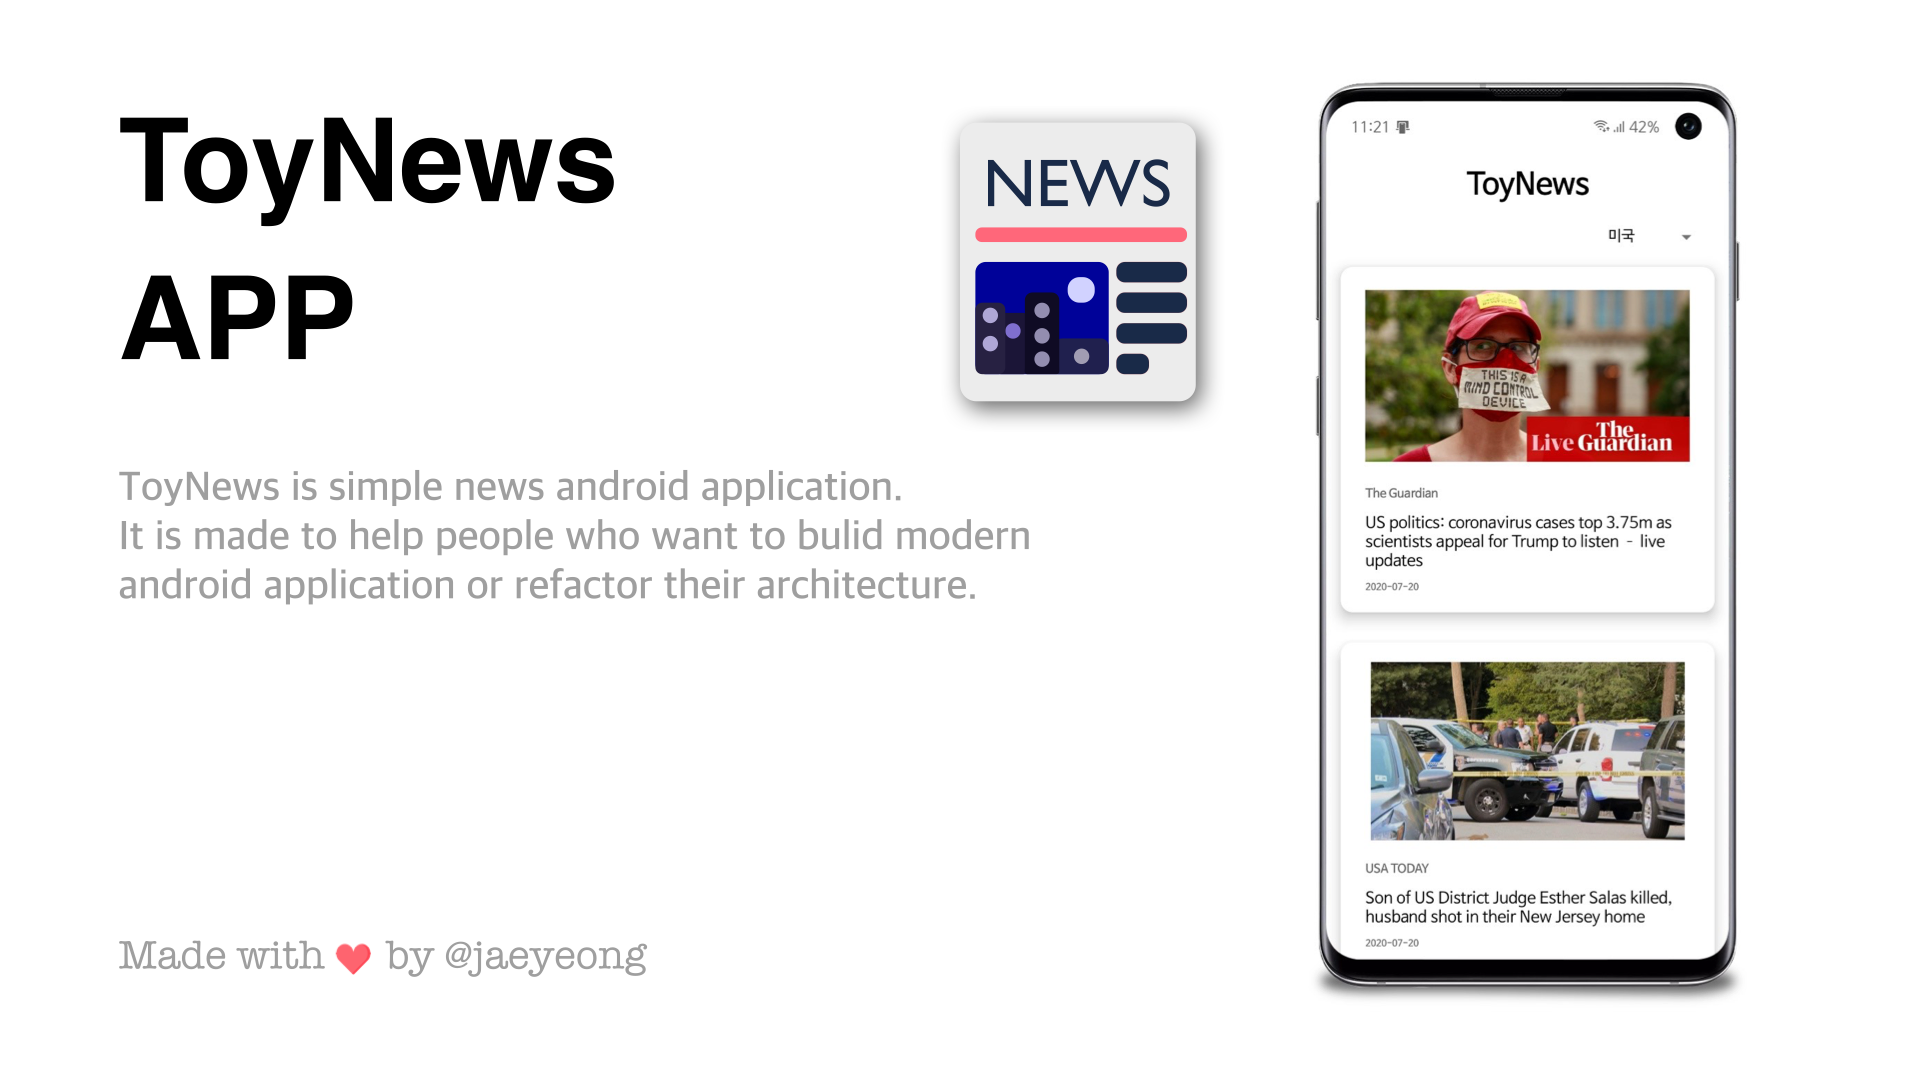 ToyNews
APP
ToyNews is simple news android application.
It is made to help people who want to bulid modern
android application or refactor their architecture.
Made with ❤ by @jaeyeong
NEWS
11:21
42%
ToyNews
미국
THIS IS A
MIND CONTROL
DEVICE
Live The Guardian
The Guardian
US politics: coronavirus cases top 3.75m as
scientists appeal for Trump to listen - live
updates
2020-07-20
USA TODAY
Son of US District Judge Esther Salas killed,
husband shot in their New Jersey home
2020-07-20